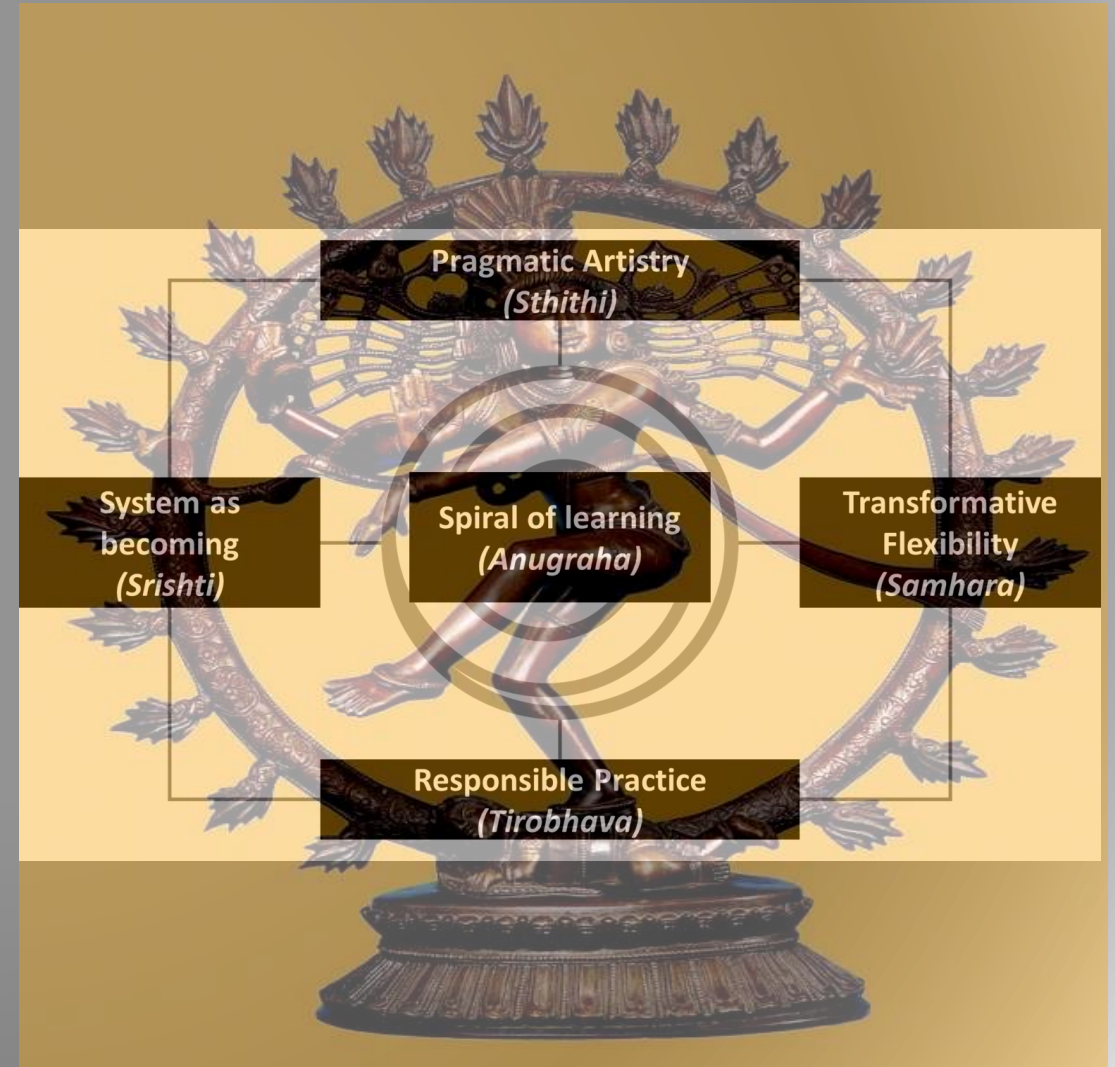 Pragmatic Artistry
(Sthithi)
System as
becoming
(Srishti)
Spiral of learning
(Anugraha)
Transformative
Flexibility
(Samhara)
Responsible Practice
(Tirobhava)